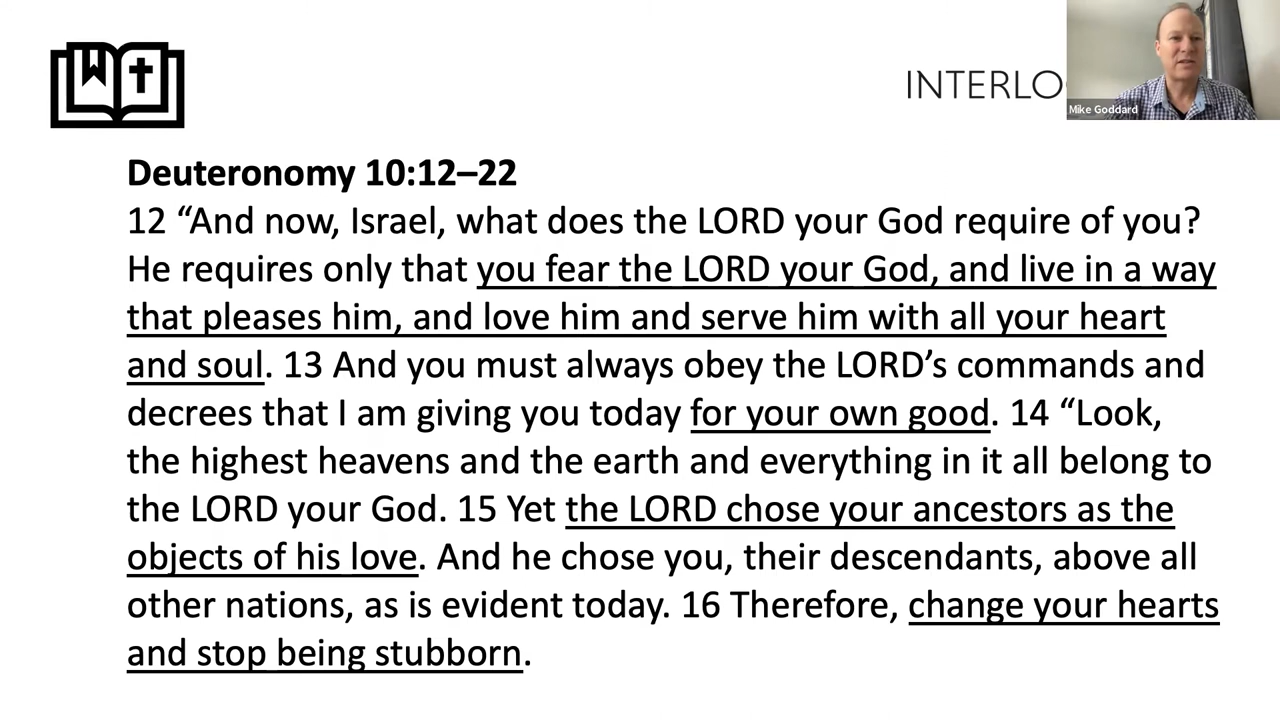 INTERLO
Mike Goddard
Deuteronomy 10:12–22
12 “And now, Israel, what does the LORD your God require of you?
He requires only that you fear the LORD your God, and live in a way
that pleases him, and love him and serve him with all your heart
and soul. 13 And you must always obey the LORD’s commands and
decrees that I am giving you today for your own good. 14 “Look,
the highest heavens and the earth and everything in it all belong to
the LORD your God. 15 Yet the LORD chose your ancestors as the
objects of his love. And he chose you, their descendants, above all
other nations, as is evident today. 16 Therefore, change your hearts
and stop being stubborn.